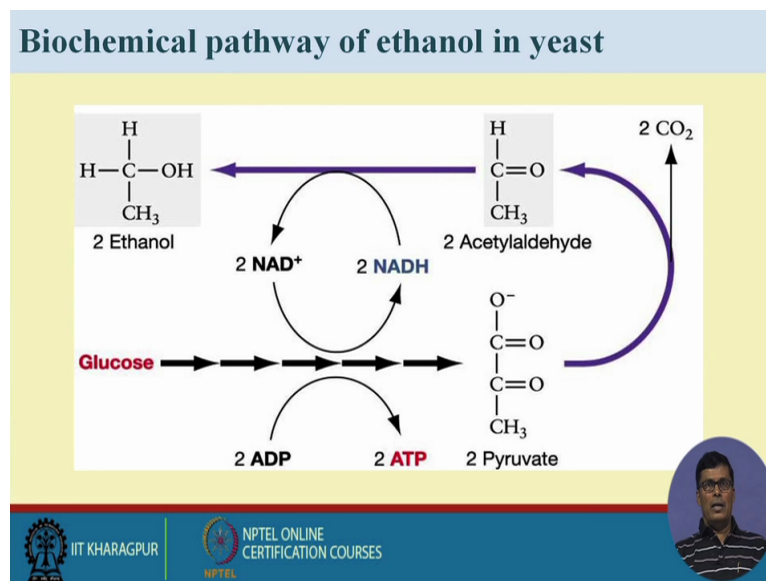 Biochemical pathway of ethanol in yeast
H
H—C—OH
CH₃
2 Ethanol
H
C=O
CH₃
2 Acetylaldehyde
2 CO₂
2 NAD⁺
2 NADH
Glucose
O⁻
C=O
C=O
CH₃
2 ADP
2 ATP
2 Pyruvate
IIT KHARAGPUR
NPTEL
NPTEL ONLINE
CERTIFICATION COURSES